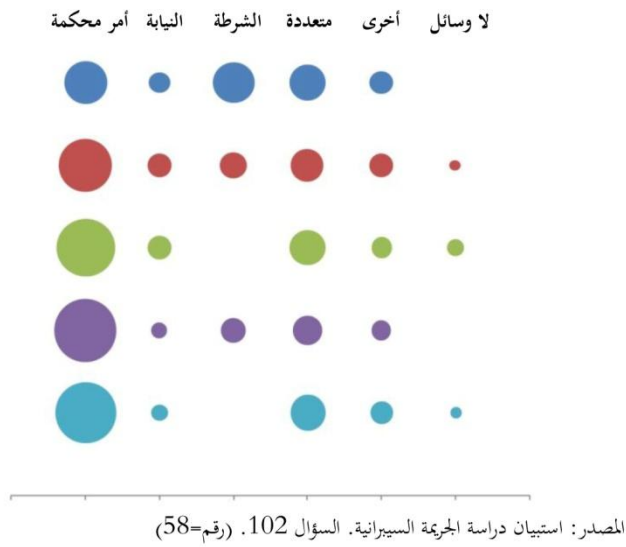 أمر محكمة النيابة الشرطة متعددة أخرى لا وسائل
المصدر: استبيان دراسة الجريمة السيبرانية. السؤال 102. (رقم=58)